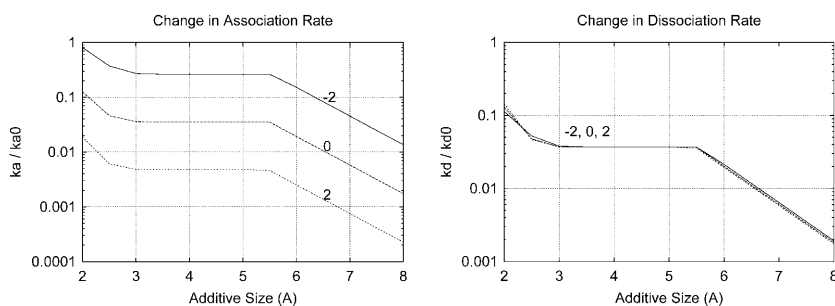 Change in Association Rate
ka / ka0
1
0.1
0.01
0.001
0.0001
-2
0
2
2 3 4 5 6 7 8
Additive Size (A)
Change in Dissociation Rate
kd / kd0
1
0.1
0.01
0.001
-2, 0, 2
2 3 4 5 6 7 8
Additive Size (A)